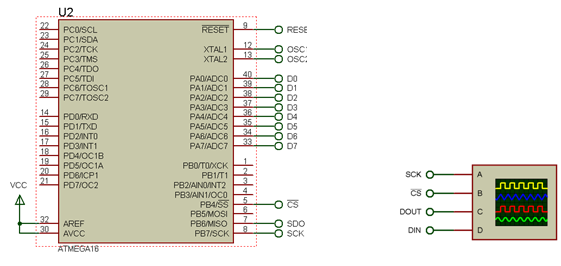 U2
22 PC0/SCL RESET 9 RESE
23 PC1/SDA
24 PC2/TCK XTAL1 12 OSC1
25 PC3/TMS XTAL2 13 OSC2
26 PC4/TDO
27 PC5/TDI PA0/ADC0 40 D0
28 PC6/TOSC1 PA1/ADC1 39 D1
29 PC7/TOSC2 PA2/ADC2 38 D2
PA3/ADC3 37 D3
14 PD0/RXD PA4/ADC4 36 D4
15 PD1/TXD PA5/ADC5 35 D5
16 PD2/INT0 PA6/ADC6 34 D6
17 PD3/INT1 PA7/ADC7 33 D7
18 PD4/OC1B
19 PD5/OC1A PB0/T0/XCK 1
20 PD6/ICP1 PB1/T1 2
21 PD7/OC2 PB2/AIN0/INT2 3
PB3/AIN1/OC0 4
PB4/SS 5 CS
PB5/MOSI 6
32 AREF PB6/MISO 7 SDO
30 AVCC PB7/SCK 8 SCK
VCC
ATMEGA16
SCK A
CS B
DOUT C
DIN D